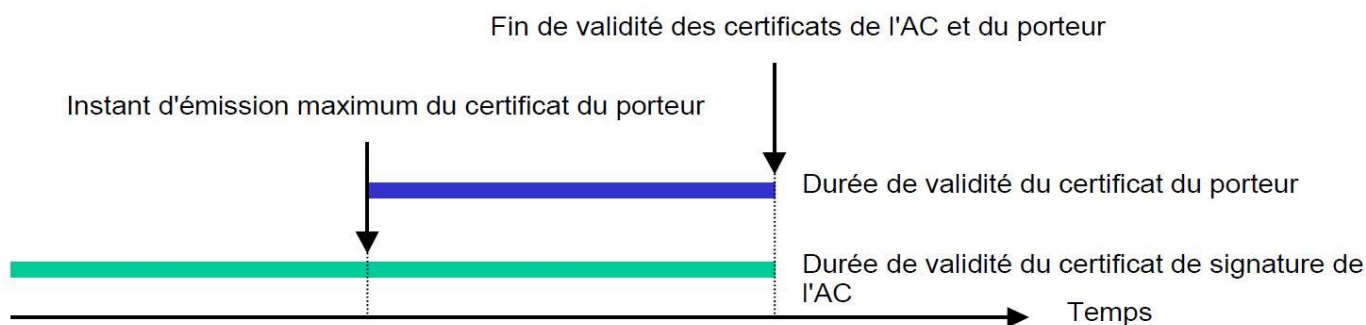 Fin de validité des certificats de l'AC et du porteur
Instant d'émission maximum du certificat du porteur
Durée de validité du certificat du porteur
Durée de validité du certificat de signature de
l'AC
Temps